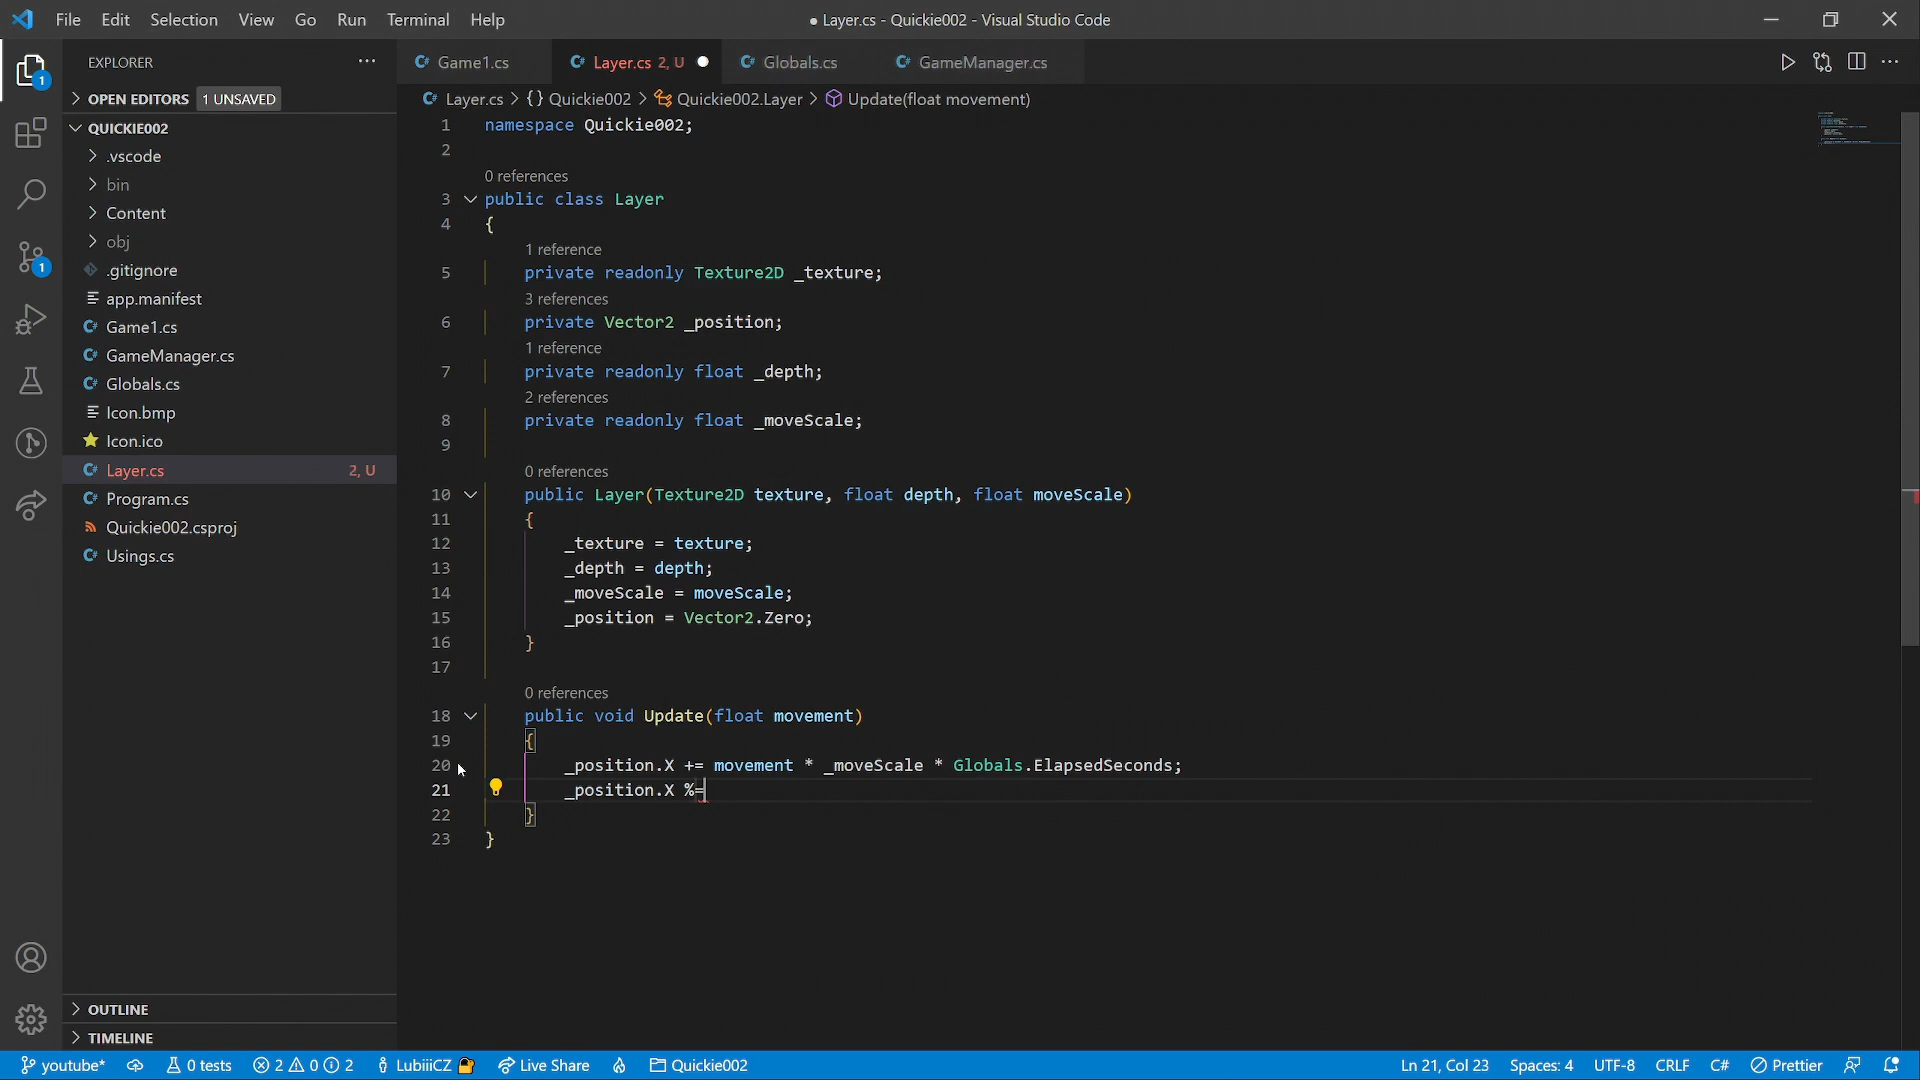 File Edit Selection View Go Run Terminal Help
● Layer.cs - Quickie002 - Visual Studio Code
EXPLORER ···
Game1.cs
Layer.cs 2, U
Globals.cs
GameManager.cs
OPEN EDITORS 1 UNSAVED
Layer.cs > {} Quickie002 > Quickie002.Layer > Update(float movement)
QUICKIE002
.vscode
bin
Content
obj
.gitignore
app.manifest
Game1.cs
GameManager.cs
Globals.cs
Icon.bmp
Icon.ico
Layer.cs 2, U
Program.cs
Quickie002.csproj
Usings.cs
OUTLINE
TIMELINE
1 namespace Quickie002;
2
0 references
3 public class Layer
4 {
1 reference
5 private readonly Texture2D _texture;
3 references
6 private Vector2 _position;
1 reference
7 private readonly float _depth;
2 references
8 private readonly float _moveScale;
9
0 references
10 public Layer(Texture2D texture, float depth, float moveScale)
11 {
12 _texture = texture;
13 _depth = depth;
14 _moveScale = moveScale;
15 _position = Vector2.Zero;
16 }
17
0 references
18 public void Update(float movement)
19 {
20 _position.X += movement * _moveScale * Globals.ElapsedSeconds;
21 _position.X %=
22 }
23 }
1
1
youtube* 0 tests 2 0 2 LubiiiCZ Live Share Quickie002 Ln 21, Col 23 Spaces: 4 UTF-8 CRLF C# Prettier